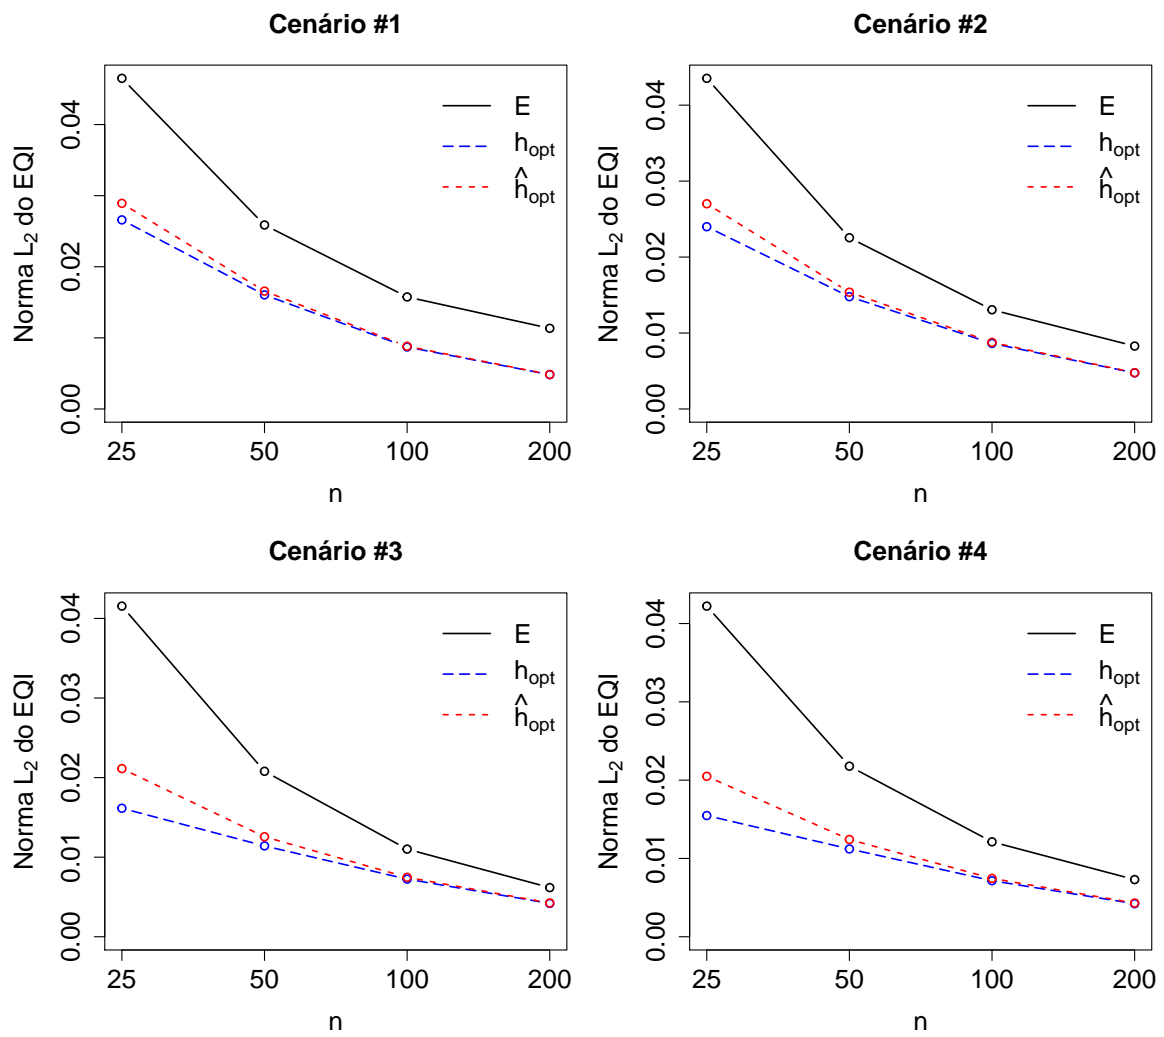 Cenário #1
Norma L₂ do EQI
0.00
0.02
0.04
E
hopt
ĥopt
25 50 100 200
n
Cenário #2
Norma L₂ do EQI
0.00
0.01
0.02
0.03
0.04
E
hopt
ĥopt
25 50 100 200
n
Cenário #3
Norma L₂ do EQI
0.00
0.01
0.02
0.03
0.04
E
hopt
ĥopt
25 50 100 200
n
Cenário #4
Norma L₂ do EQI
0.00
0.01
0.02
0.03
0.04
E
hopt
ĥopt
25 50 100 200
n